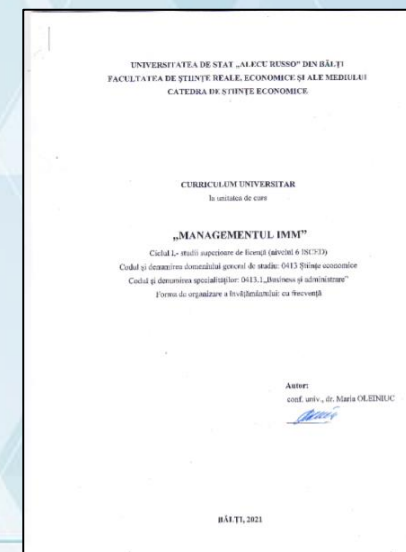 UNIVERSITATEA DE STAT „ALECU RUSSO” DIN BĂLŢI
FACULTATEA DE ŞTIINŢE REALE, ECONOMICE ŞI ALE MEDIULUI
CATEDRA DE ŞTIINŢE ECONOMICE
CURRICULUM UNIVERSITAR
la unitatea de curs
„MANAGEMENTUL IMM”
Ciclul I,- studii superioare de licenţă (nivelul 6 ISCED)
Codul şi denumirea domeniului general de studiu: 0413 Ştiinţe economice
Codul şi denumirea specialităţilor: 0413.1„Business şi administrare”
Forma de organizare a învăţământului: cu frecvenţă
Autor:
conf. univ., dr. Maria OLEINIUC
BĂLŢI, 2021